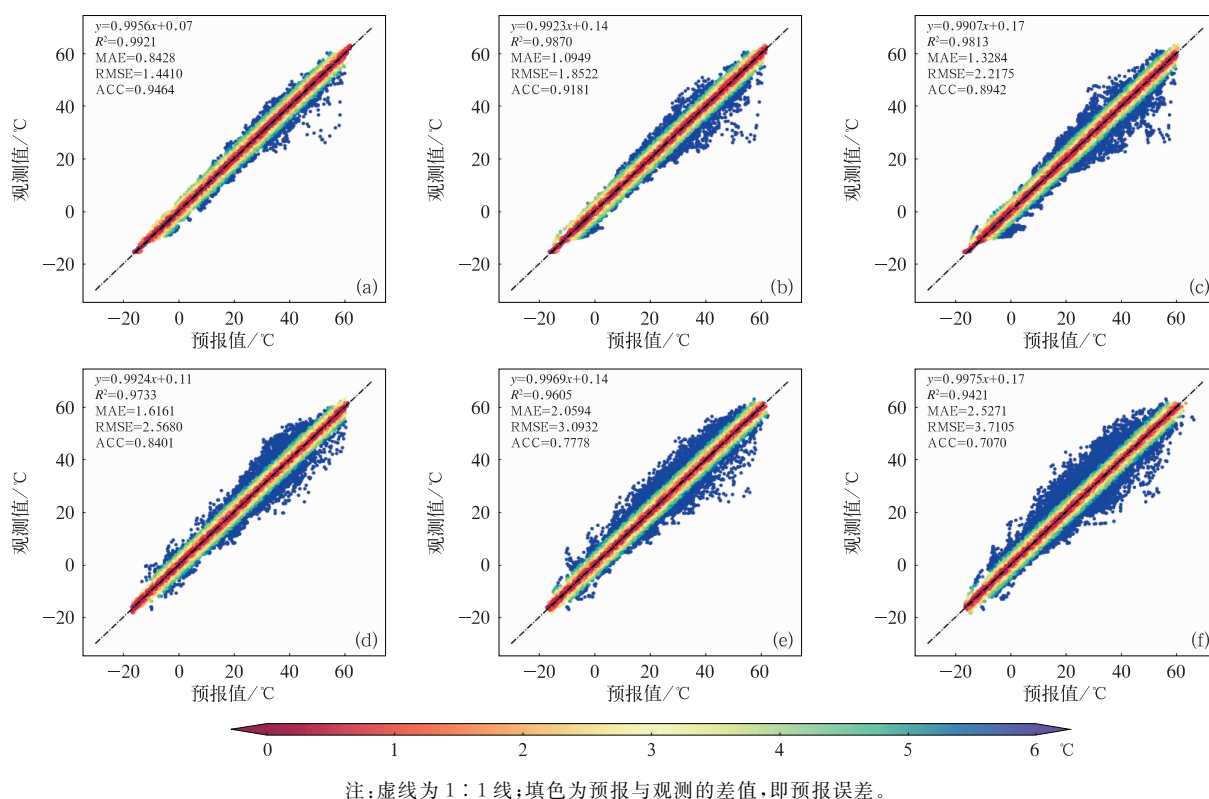 y=0.9956x+0.07
R²=0.9921
MAE=0.8428
RMSE=1.4410
ACC=0.9464
60
40
20
0
−20
观测值/℃
(a)
−20 0 20 40 60
预报值/℃
y=0.9923x+0.14
R²=0.9870
MAE=1.0949
RMSE=1.8522
ACC=0.9181
60
40
20
0
−20
观测值/℃
(b)
−20 0 20 40 60
预报值/℃
y=0.9907x+0.17
R²=0.9813
MAE=1.3284
RMSE=2.2175
ACC=0.8942
60
40
20
0
−20
观测值/℃
(c)
−20 0 20 40 60
预报值/℃
y=0.9924x+0.11
R²=0.9733
MAE=1.6161
RMSE=2.5680
ACC=0.8401
60
40
20
0
−20
观测值/℃
(d)
−20 0 20 40 60
预报值/℃
y=0.9969x+0.14
R²=0.9605
MAE=2.0594
RMSE=3.0932
ACC=0.7778
60
40
20
0
−20
观测值/℃
(e)
−20 0 20 40 60
预报值/℃
y=0.9975x+0.17
R²=0.9421
MAE=2.5271
RMSE=3.7105
ACC=0.7070
60
40
20
0
−20
观测值/℃
(f)
−20 0 20 40 60
预报值/℃
0 1 2 3 4 5 6 ℃
注:虚线为 1∶1 线;填色为预报与观测的差值,即预报误差。